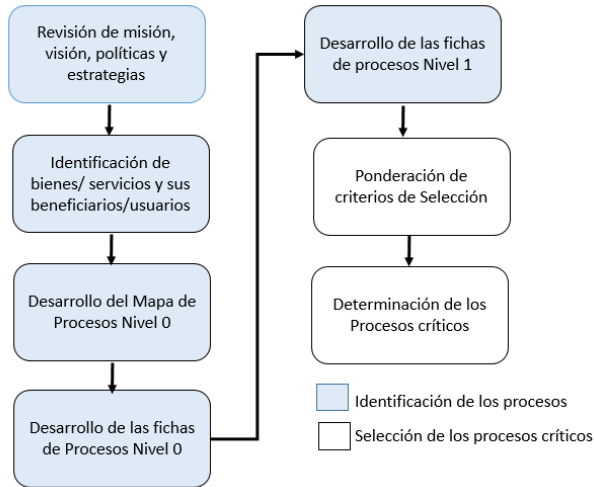 Revisión de misión,
visión, políticas y
estrategias
Identificación de
bienes/ servicios y sus
beneficiarios/usuarios
Desarrollo del Mapa de
Procesos Nivel 0
Desarrollo de las fichas
de Procesos Nivel 0
Desarrollo de las fichas
de procesos Nivel 1
Ponderación de
criterios de Selección
Determinación de los
Procesos críticos
Identificación de los procesos
Selección de los procesos críticos